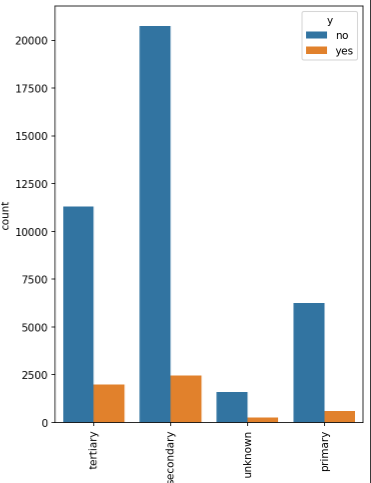 y
no
yes
20000
17500
15000
12500
10000
7500
5000
2500
0
count
tertiary
secondary
unknown
primary